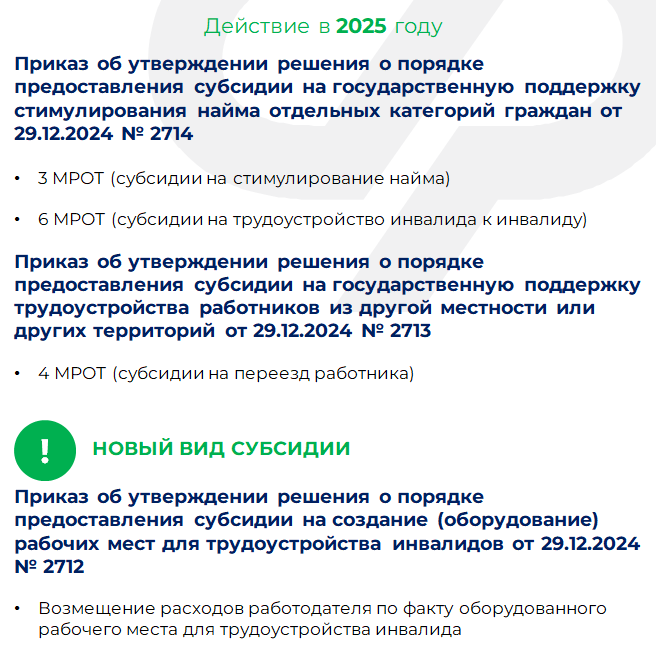 Действие в 2025 году
Приказ об утверждении решения о порядке
предоставления субсидии на государственную поддержку
стимулирования найма отдельных категорий граждан от
29.12.2024 № 2714
• 3 МРОТ (субсидии на стимулирование найма)
• 6 МРОТ (субсидии на трудоустройство инвалида к инвалиду)
Приказ об утверждении решения о порядке
предоставления субсидии на государственную поддержку
трудоустройства работников из другой местности или
других территорий от 29.12.2024 № 2713
• 4 МРОТ (субсидии на переезд работника)
! НОВЫЙ ВИД СУБСИДИИ
Приказ об утверждении решения о порядке
предоставления субсидии на создание (оборудование)
рабочих мест для трудоустройства инвалидов от 29.12.2024
№ 2712
• Возмещение расходов работодателя по факту оборудованного
рабочего места для трудоустройства инвалида